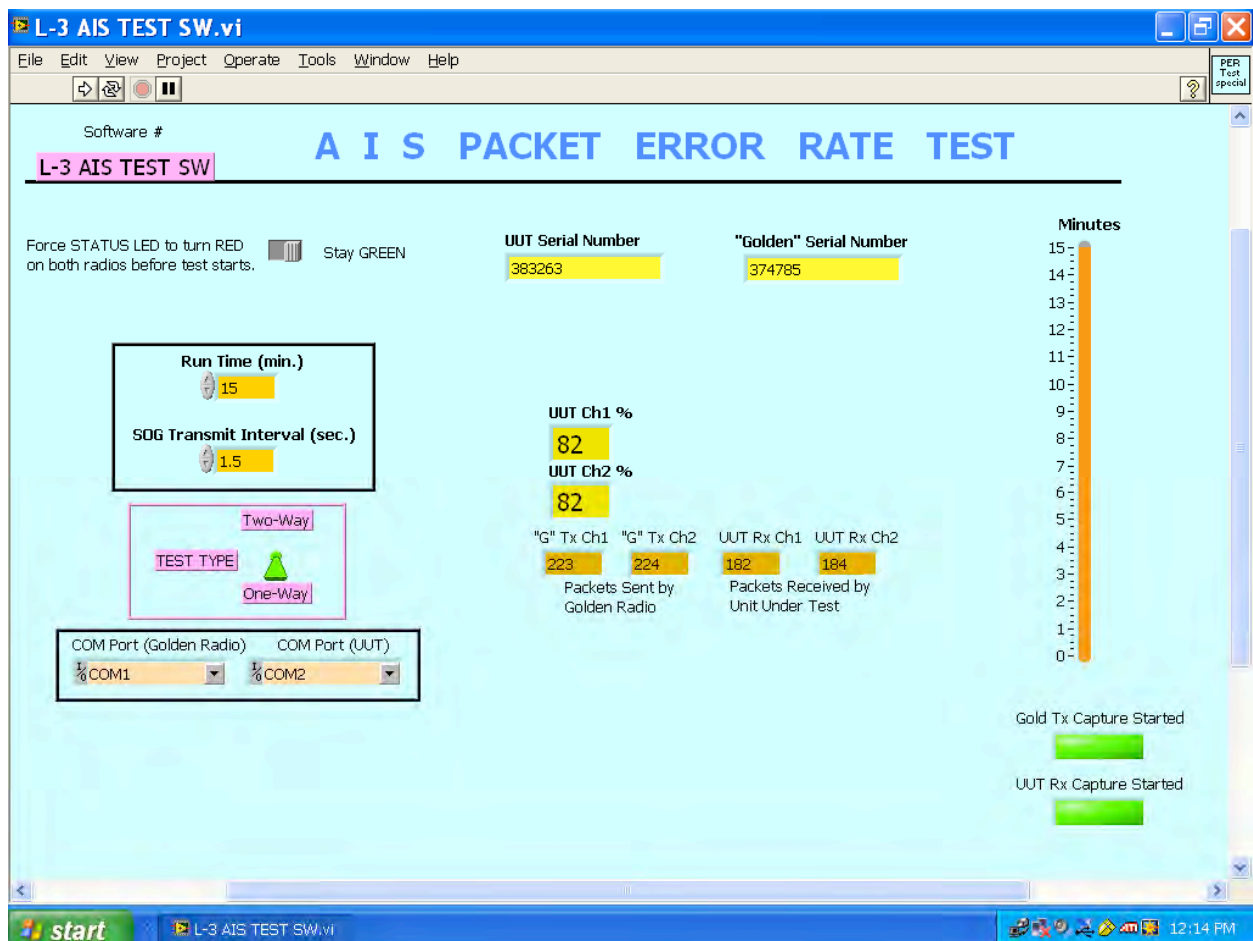 L-3 AIS TEST SW.vi
File Edit View Project Operate Tools Window Help
PER
Test
special
Software #
L-3 AIS TEST SW
A I S PACKET ERROR RATE TEST
Force STATUS LED to turn RED
on both radios before test starts.
Stay GREEN
UUT Serial Number
383263
"Golden" Serial Number
374785
Minutes
15
14
13
12
11
10
9
8
7
6
5
4
3
2
1
0
Run Time (min.)
15
SOG Transmit Interval (sec.)
1.5
UUT Ch1 %
82
UUT Ch2 %
82
Two-Way
TEST TYPE
One-Way
"G" Tx Ch1 "G" Tx Ch2 UUT Rx Ch1 UUT Rx Ch2
223 224 182 184
Packets Sent by
Golden Radio
Packets Received by
Unit Under Test
COM Port (Golden Radio) COM Port (UUT)
COM1 COM2
Gold Tx Capture Started
UUT Rx Capture Started
start
L-3 AIS TEST SW.vi
12:14 PM